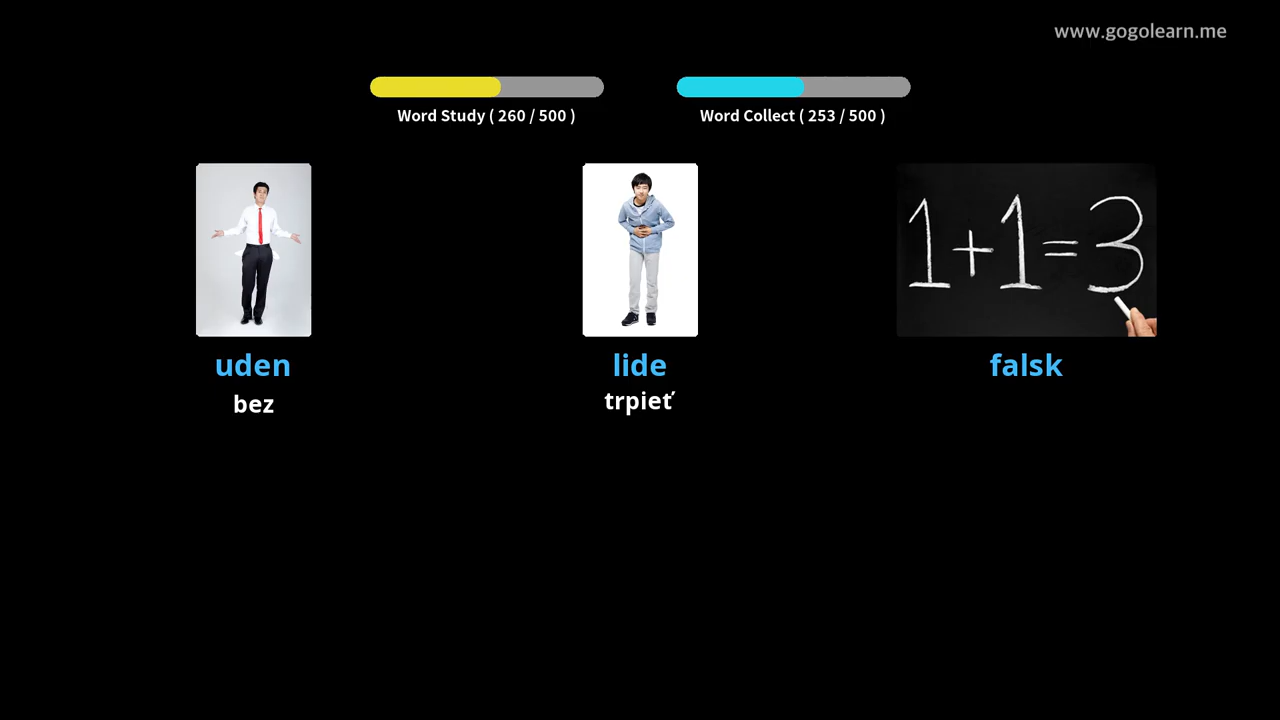 www.gogolearn.me
Word Study ( 260 / 500 )
Word Collect ( 253 / 500 )
1+1=3
uden
lide
falsk
bez
trpieť